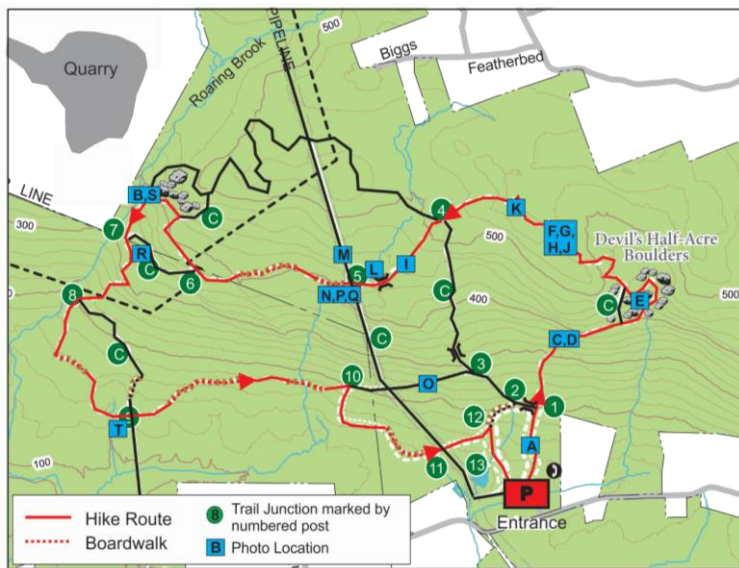 500
Biggs
Featherbed
Quarry
Roaring Brook
PIPELINE
LINE
B,S
C
4
K
F,G,
H,J
Devil's Half-Acre
Boulders
300
7
R
C
6
M
5
L
I
500
N,P,Q
8
C
C
400
C
E
500
C,D
C
10
O
3
2
1
T
12
A
11
13
100
P
Entrance
Hike Route
Boardwalk
8
Trail Junction marked by
numbered post
B
Photo Location